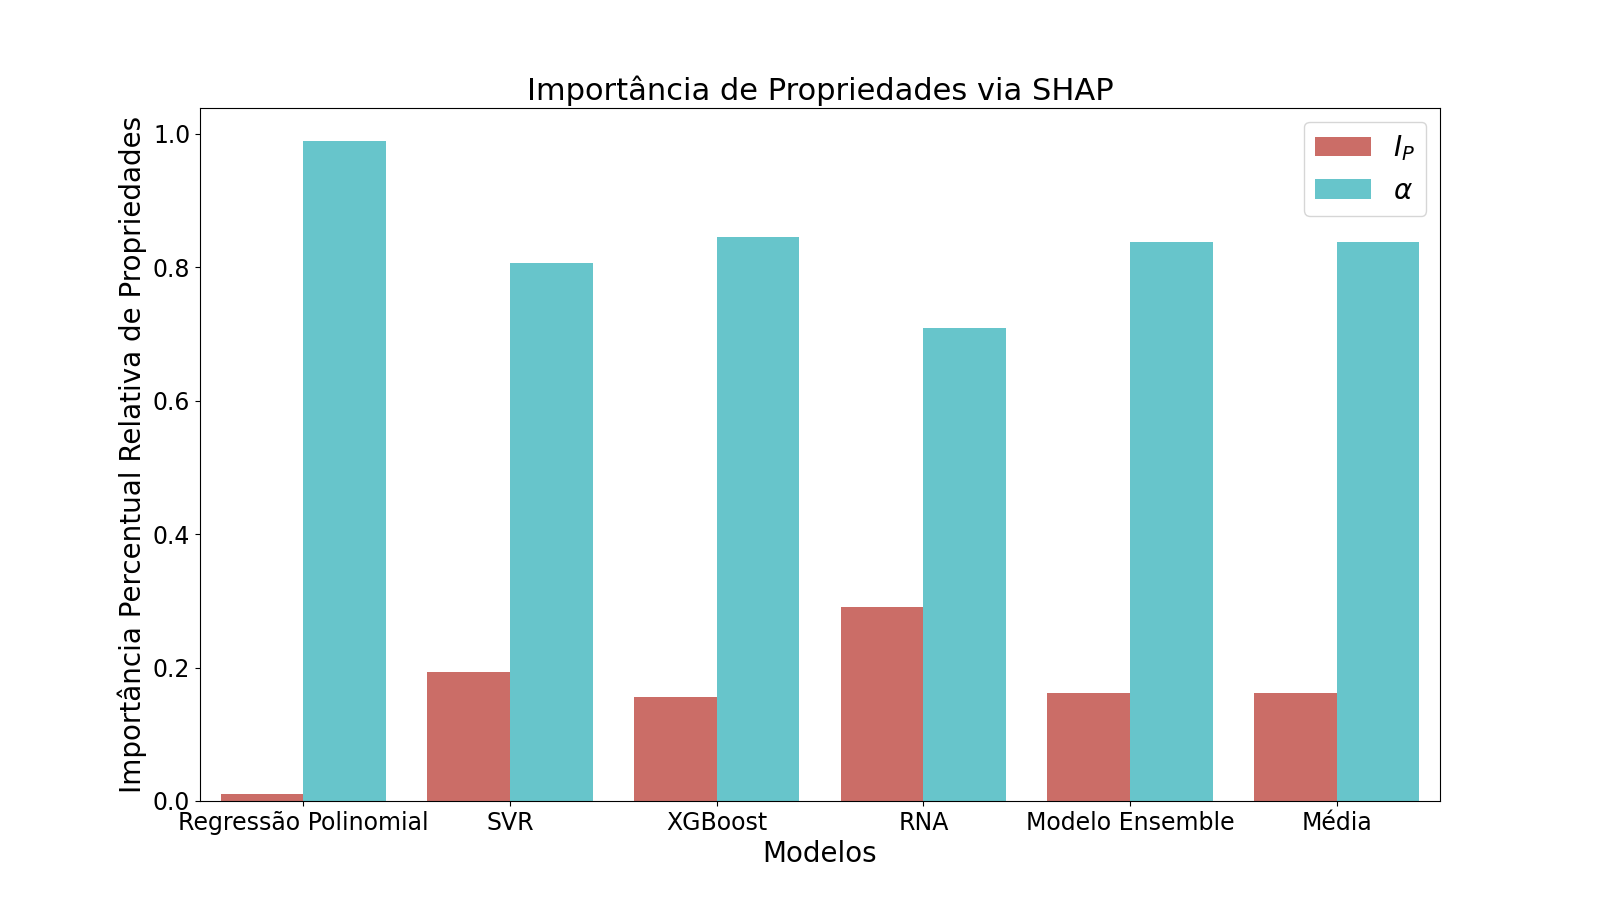 Importância de Propriedades via SHAP
Importância Percentual Relativa de Propriedades
1.0
0.8
0.6
0.4
0.2
0.0
I_P
α
Regressão Polinomial SVR XGBoost RNA Modelo Ensemble Média
Modelos